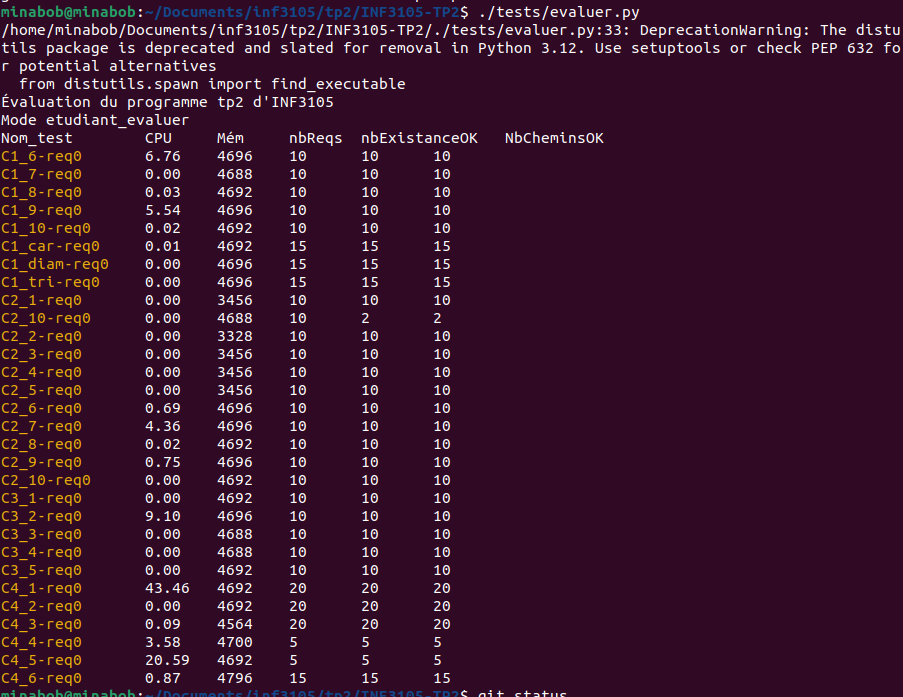 minabob@minabob:~/Documents/inf3105/tp2/INF3105-TP2$ ./tests/evaluer.py
/home/minabob/Documents/inf3105/tp2/INF3105-TP2/./tests/evaluer.py:33: DeprecationWarning: The distu
tils package is deprecated and slated for removal in Python 3.12. Use setuptools or check PEP 632 fo
r potential alternatives
  from distutils.spawn import find_executable
Évaluation du programme tp2 d'INF3105
Mode etudiant_evaluer
Nom_test CPU Mém nbReqs nbExistanceOK NbCheminsOK
C1_6-req0 6.76 4696 10 10 10
C1_7-req0 0.00 4688 10 10 10
C1_8-req0 0.03 4692 10 10 10
C1_9-req0 5.54 4696 10 10 10
C1_10-req0 0.02 4692 10 10 10
C1_car-req0 0.01 4692 15 15 15
C1_diam-req0 0.00 4696 15 15 15
C1_tri-req0 0.00 4696 15 15 15
C2_1-req0 0.00 3456 10 10 10
C2_10-req0 0.00 4688 10 2 2
C2_2-req0 0.00 3328 10 10 10
C2_3-req0 0.00 3456 10 10 10
C2_4-req0 0.00 3456 10 10 10
C2_5-req0 0.00 3456 10 10 10
C2_6-req0 0.69 4696 10 10 10
C2_7-req0 4.36 4696 10 10 10
C2_8-req0 0.02 4692 10 10 10
C2_9-req0 0.75 4696 10 10 10
C2_10-req0 0.00 4692 10 10 10
C3_1-req0 0.00 4692 10 10 10
C3_2-req0 9.10 4696 10 10 10
C3_3-req0 0.00 4688 10 10 10
C3_4-req0 0.00 4688 10 10 10
C3_5-req0 0.00 4692 10 10 10
C4_1-req0 43.46 4692 20 20 20
C4_2-req0 0.00 4692 20 20 20
C4_3-req0 0.09 4564 20 20 20
C4_4-req0 3.58 4700 5 5 5
C4_5-req0 20.59 4692 5 5 5
C4_6-req0 0.87 4796 15 15 15
minabob@minabob:~/Documents/inf3105/tp2/INF3105-TP2$ git status